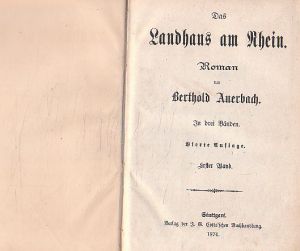 Das
Landhaus am Rhein.
Roman
von
Berthold Auerbach.
In drei Bänden.
Vierte Auflage.
Erster Band.
Stuttgart.
Verlag der J. G. Cotta'schen Buchhandlung.
1874.